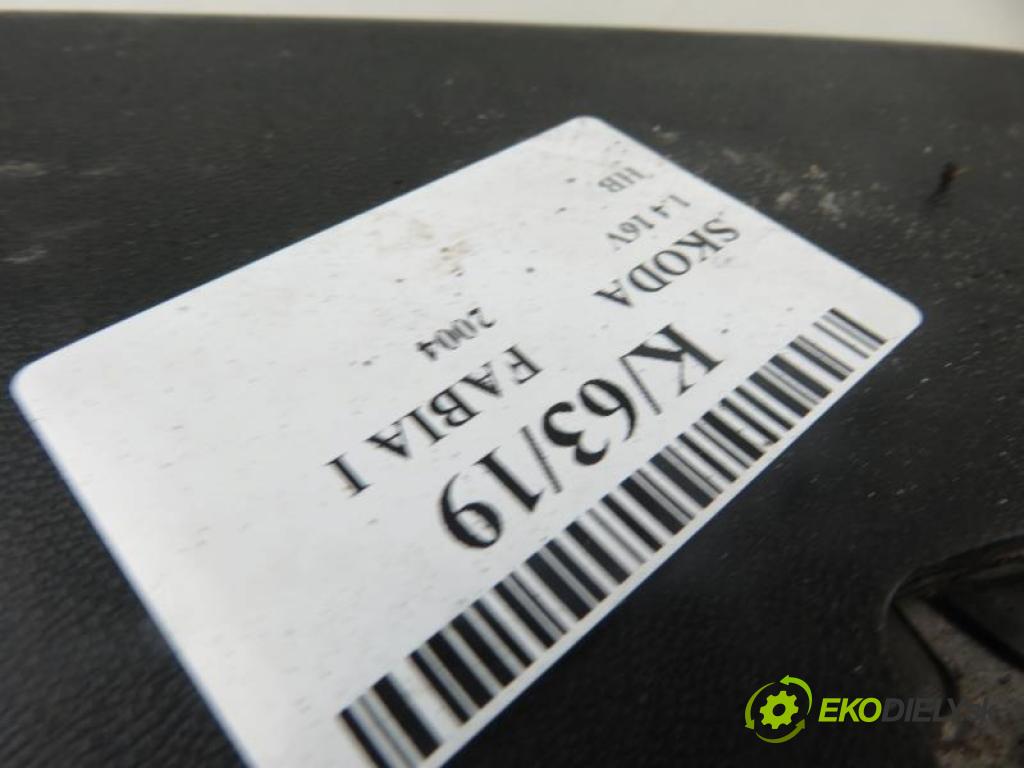 K/63/19
SKODA FABIA I
1.4 16V 2004
HB
EKODIELY.sk